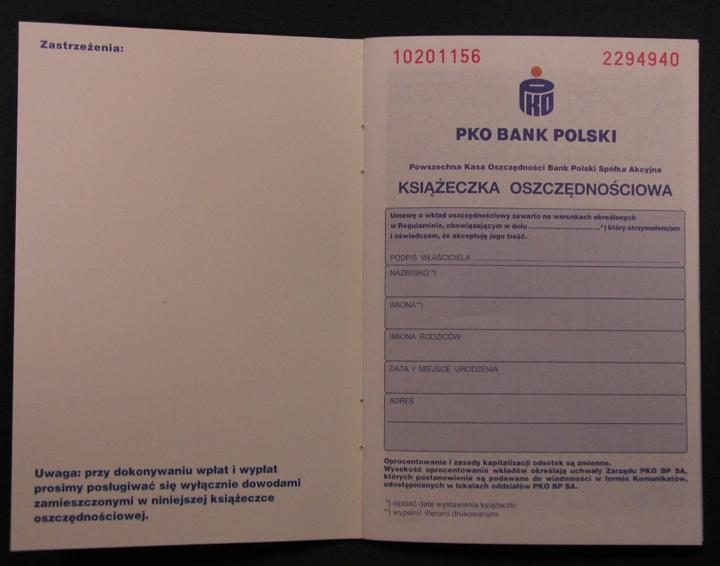 Zastrzeżenia:
Uwaga: przy dokonywaniu wpłat i wypłat
prosimy posługiwać się wyłącznie dowodami
zamieszczonymi w niniejszej książeczce
oszczędnościowej.
10201156 2294940
PKO
PKO BANK POLSKI
Powszechna Kasa Oszczędności Bank Polski Spółka Akcyjna
KSIĄŻECZKA OSZCZĘDNOŚCIOWA
Umowę o wkład oszczędnościowy zawarto na warunkach określonych
w Regulaminie, obowiązującym w dniu ............................*) który otrzymałem/am
i oświadczam, że akceptuję jego treść.
PODPIS WŁAŚCICIELA ............................................................
NAZWISKO**)
IMIONA**)
IMIONA RODZICÓW
DATA I MIEJSCE URODZENIA
ADRES
Oprocentowanie i zasady kapitalizacji odsetek są zmienne.
Wysokość oprocentowania wkładów określają uchwały Zarządu PKO BP SA,
których postanowienia są podawane do wiadomości w formie Komunikatów,
udostępnianych w lokalach oddziałów PKO BP SA.
*) wpisać datę wystawienia książeczki
**) wypełnić literami drukowanymi